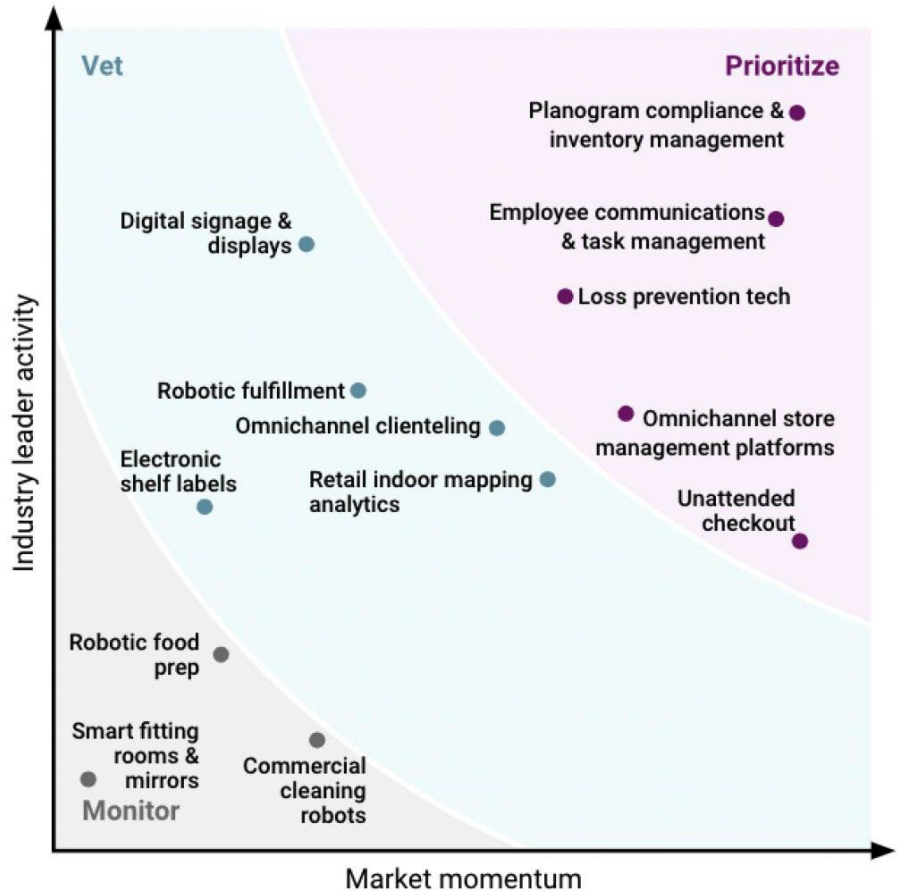 Vet
Prioritize
Planogram compliance &
inventory management
Employee communications
& task management
Digital signage &
displays
Loss prevention tech
Robotic fulfillment
Omnichannel clienteling
Omnichannel store
management platforms
Electronic
shelf labels
Retail indoor mapping
analytics
Unattended
checkout
Robotic food
prep
Smart fitting
rooms &
mirrors
Commercial
cleaning
robots
Monitor
Industry leader activity
Market momentum